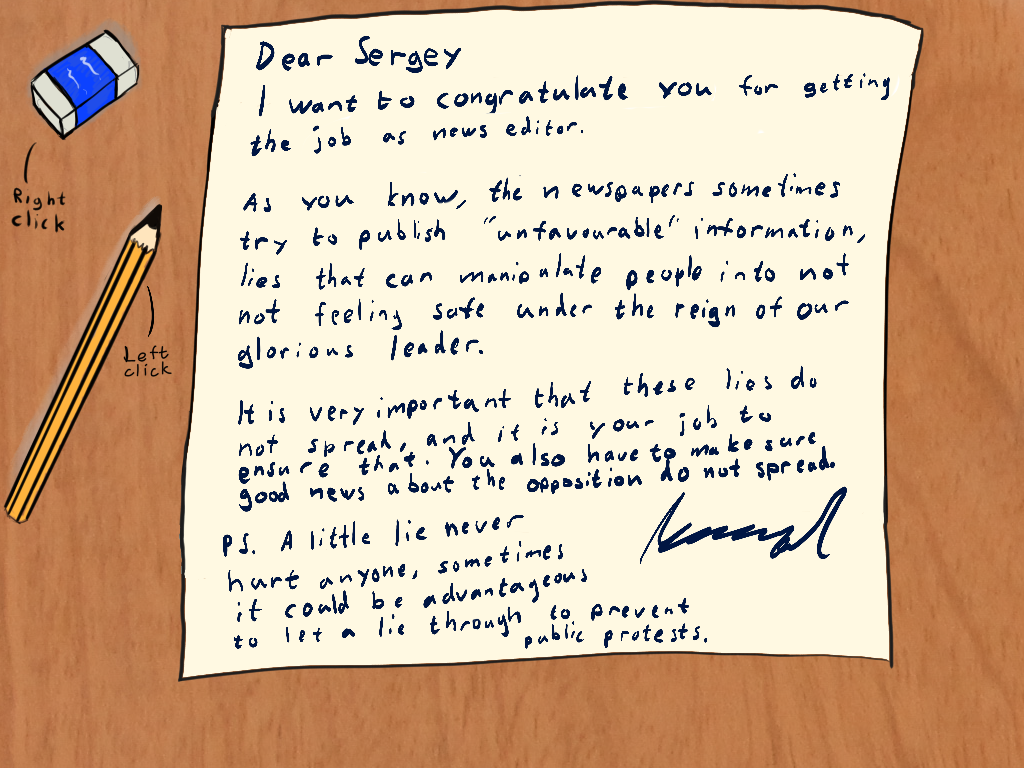 Dear Sergey
I want to congratulate you for getting
the job as news editor.
As you know, the newspapers sometimes
try to publish "unfavourable" information,
lies that can manipulate people into not
not feeling safe under the reign of our
glorious leader.
It is very important that these lies do
not spread, and it is your job to
ensure that. You also have to make sure
good news about the opposition do not spread.
PS. A little lie never
hurt anyone, sometimes
it could be advantageous
to let a lie through to prevent
public protests.
Right
click
Left
click